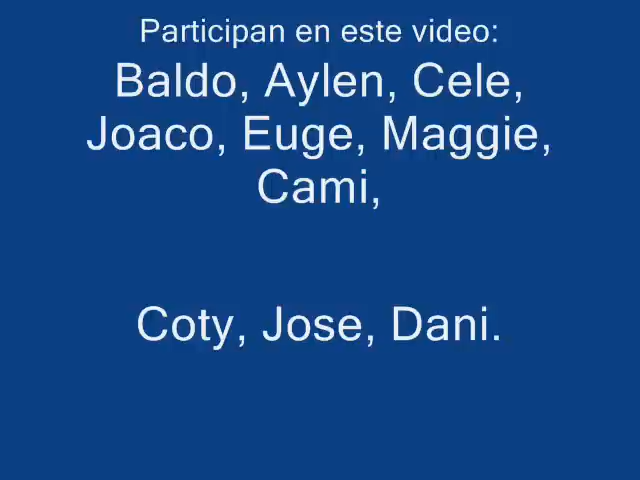 Participan en este video:
Baldo, Aylen, Cele,
Joaco, Euge, Maggie,
Cami,
Coty, Jose, Dani.